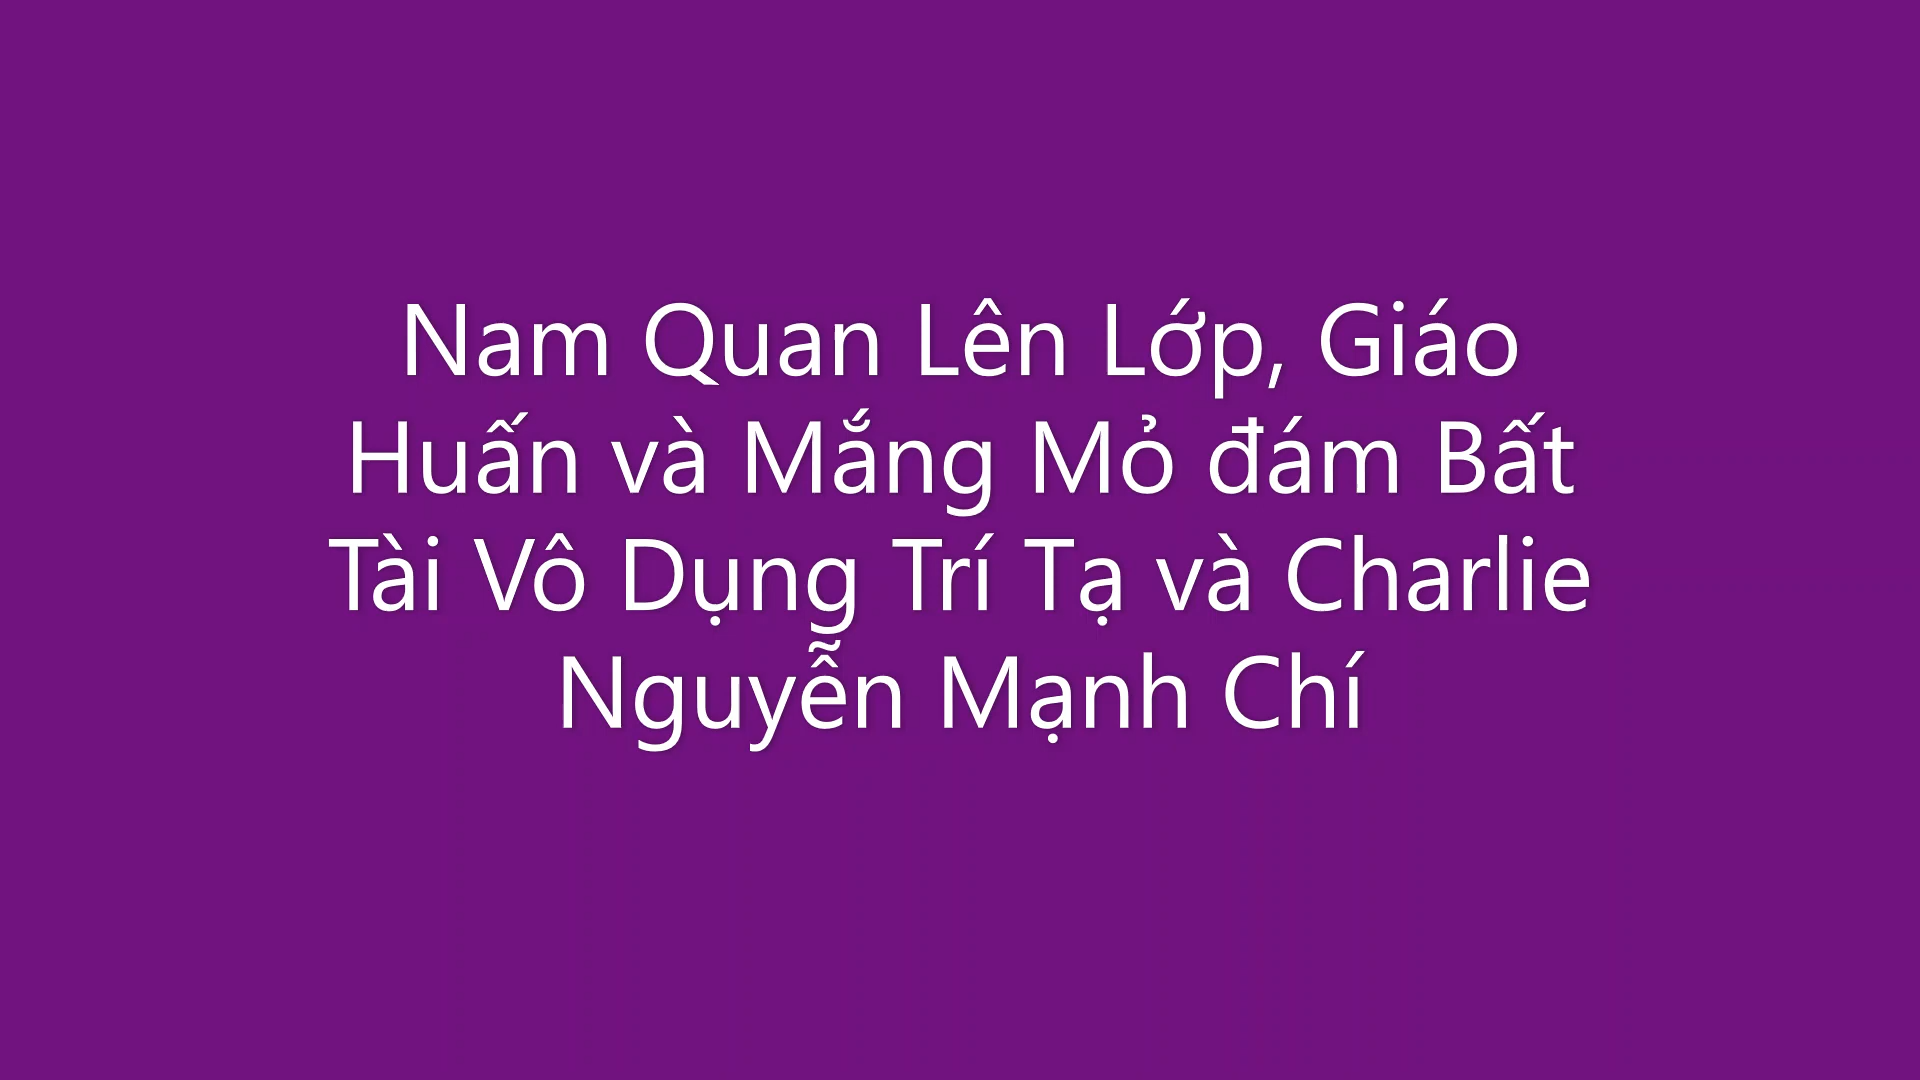 Nam Quan Lên Lớp, Giáo
Huấn và Mắng Mỏ đám Bất
Tài Vô Dụng Trí Tạ và Charlie
Nguyễn Mạnh Chí